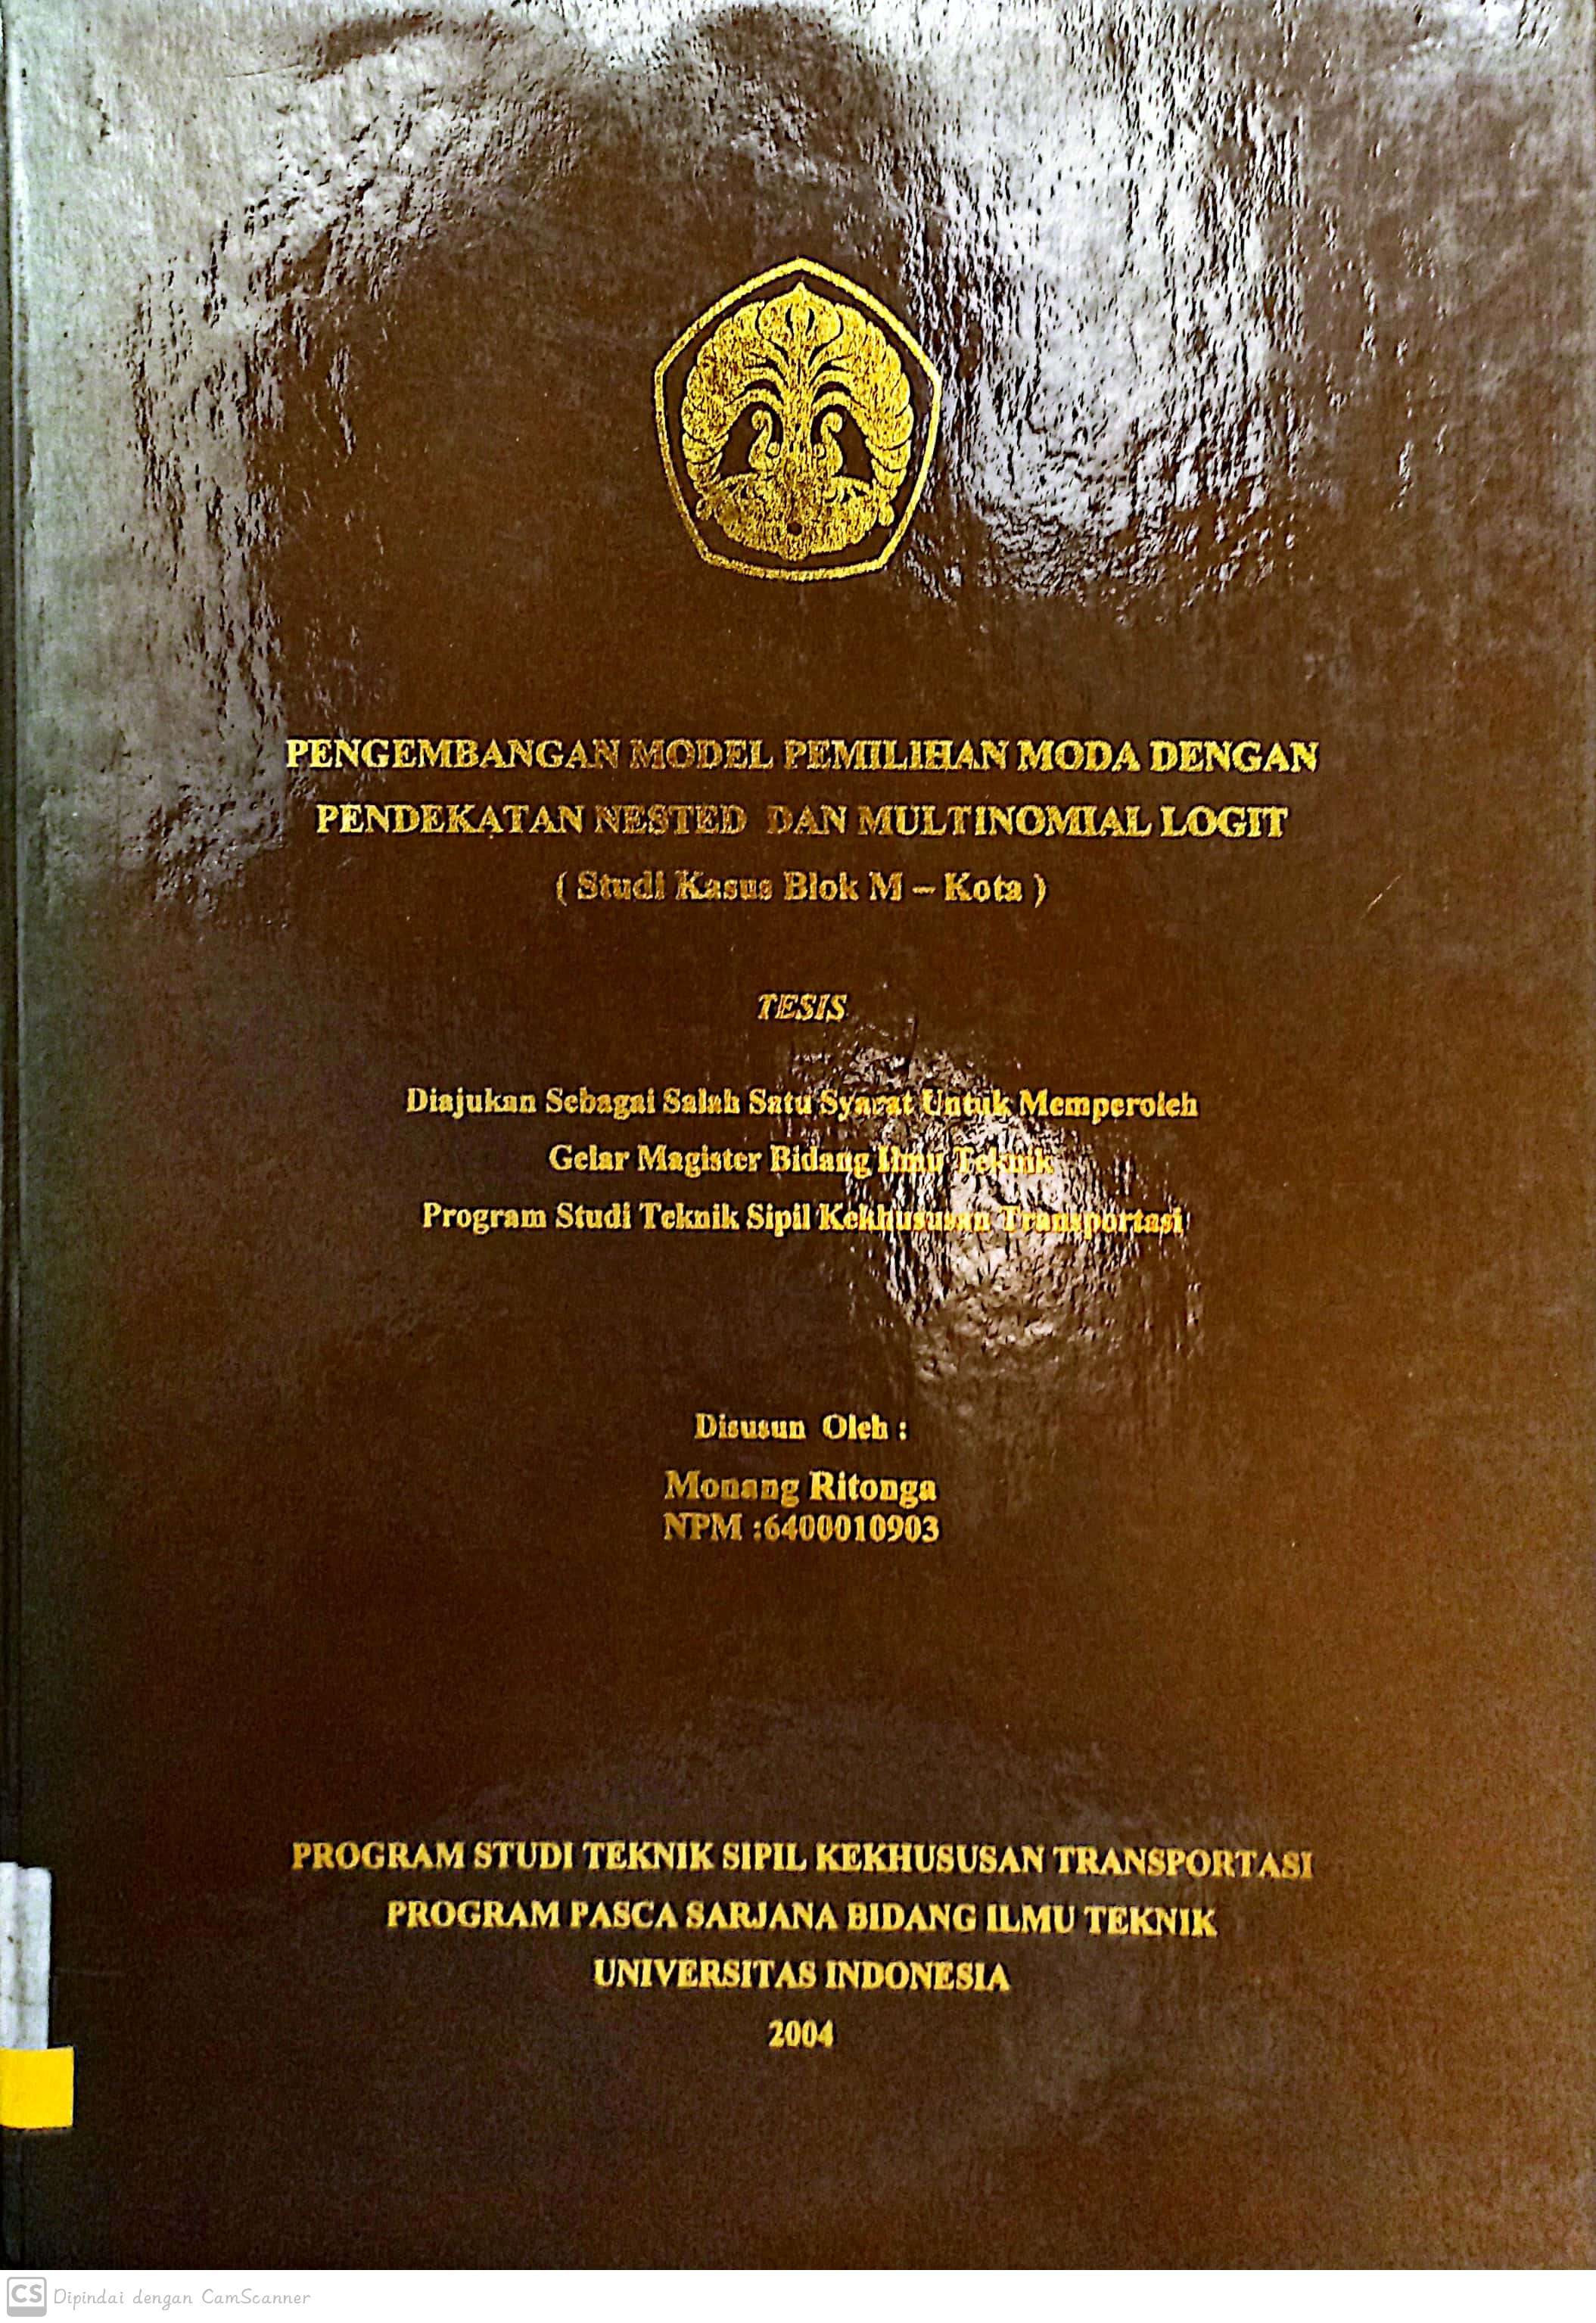 PENGEMBANGAN MODEL PEMILIHAN MODA DENGAN
PENDEKATAN NESTED DAN MULTINOMIAL LOGIT
( Studi Kasus Blok M – Kota )
TESIS
Diajukan Sebagai Salah Satu Syarat Untuk Memperoleh
Gelar Magister Bidang Ilmu Teknik
Program Studi Teknik Sipil Kekhususan Transportasi
Disusun Oleh :
Monang Ritonga
NPM :6400010903
PROGRAM STUDI TEKNIK SIPIL KEKHUSUSAN TRANSPORTASI
PROGRAM PASCA SARJANA BIDANG ILMU TEKNIK
UNIVERSITAS INDONESIA
2004
CS Dipindai dengan CamScanner